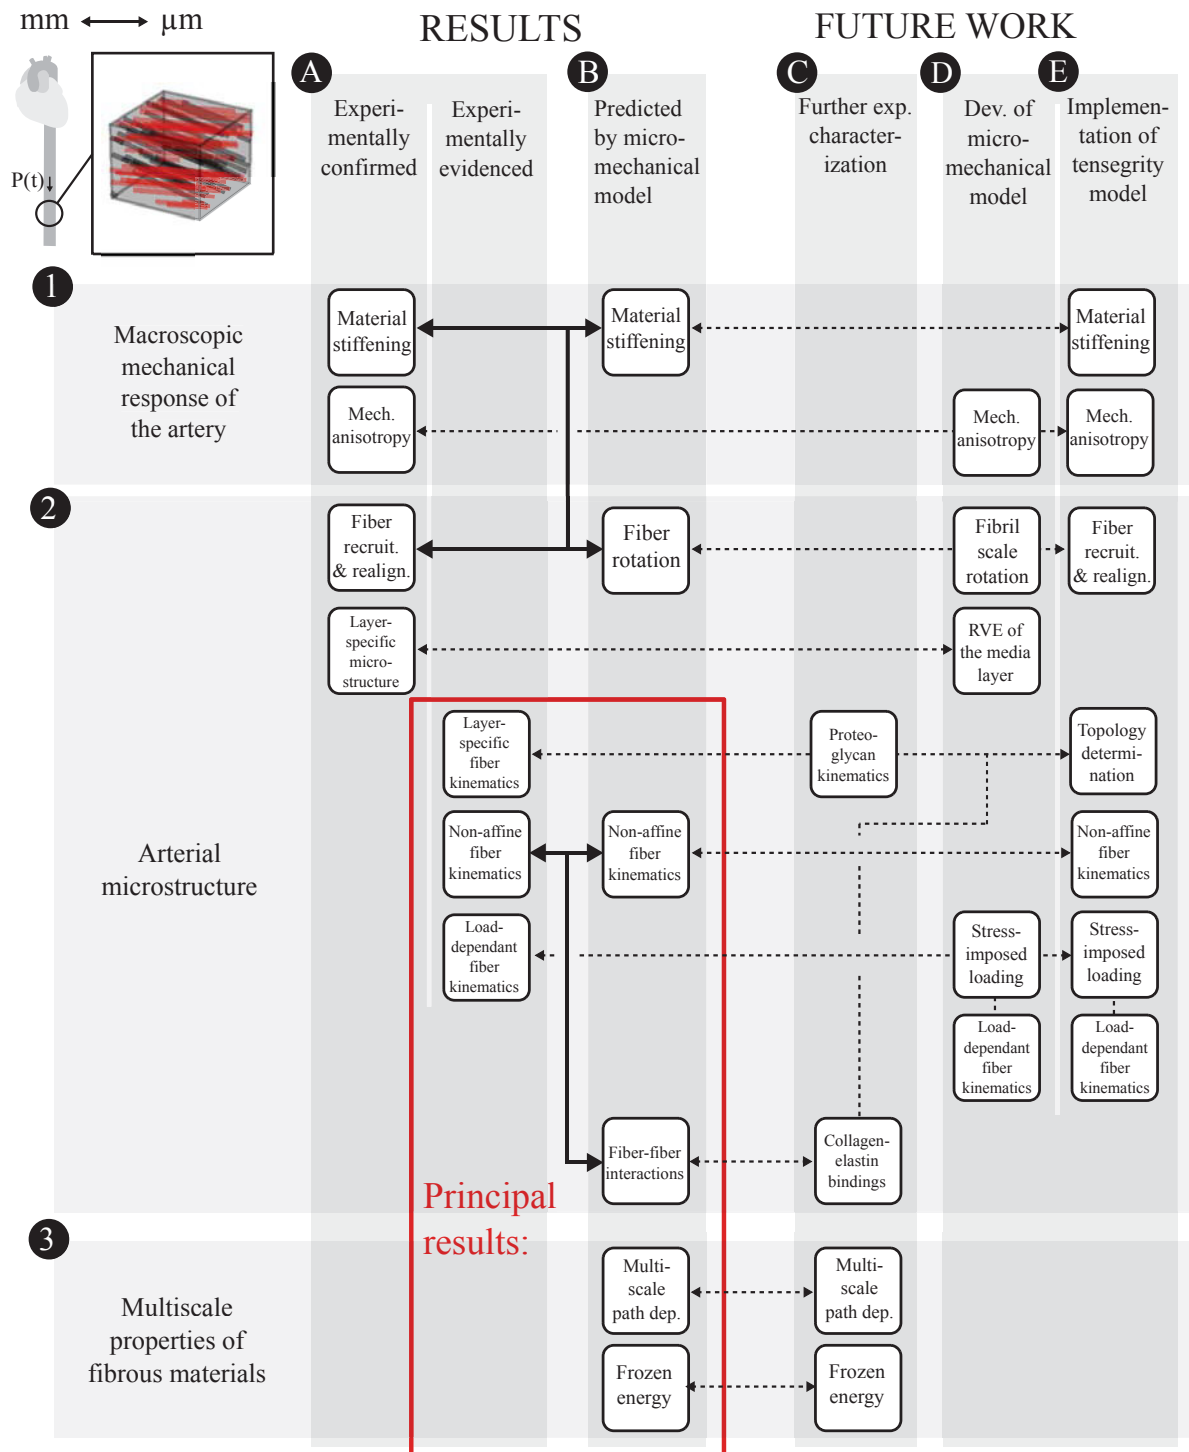 mm µm
RESULTS
FUTURE WORK
P(t)
A
B
C
D
E
Experi-
mentally
confirmed
Experi-
mentally
evidenced
Predicted
by micro-
mechanical
model
Further exp.
character-
ization
Dev. of
micro-
mechanical
model
Implemen-
tation of
tensegrity
model
1
Macroscopic
mechanical
response of
the artery
Material
stiffening
Material
stiffening
Material
stiffening
Mech.
anisotropy
Mech.
anisotropy
Mech.
anisotropy
2
Arterial
microstructure
Fiber
recruit.
& realign.
Fiber
rotation
Fibril
scale
rotation
Fiber
recruit.
& realign.
Layer-
specific
micro-
structure
RVE of
the media
layer
Layer-
specific
fiber
kinematics
Proteo-
glycan
kinematics
Topology
determi-
nation
Non-affine
fiber
kinematics
Non-affine
fiber
kinematics
Non-affine
fiber
kinematics
Load-
dependant
fiber
kinematics
Stress-
imposed
loading
Stress-
imposed
loading
Load-
dependant
fiber
kinematics
Load-
dependant
fiber
kinematics
Fiber-fiber
interactions
Collagen-
elastin
bindings
Principal
results:
3
Multiscale
properties of
fibrous materials
Multi-
scale
path dep.
Multi-
scale
path dep.
Frozen
energy
Frozen
energy